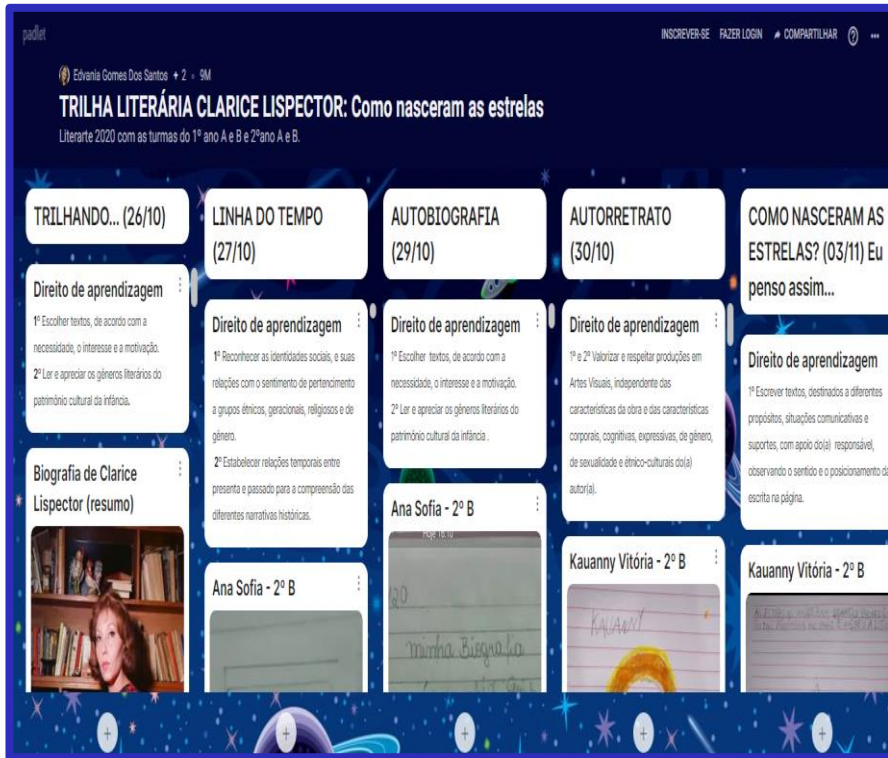 padlet
INSCREVER-SE FAZER LOGIN COMPARTILHAR ? ...
Edvania Gomes Dos Santos + 2 • 9M
TRILHA LITERÁRIA CLARICE LISPECTOR: Como nasceram as estrelas
Literarte 2020 com as turmas do 1º ano A e B e 2ºano A e B.
TRILHANDO... (26/10)
Direito de aprendizagem
1º Escolher textos, de acordo com a
necessidade, o interesse e a motivação.
2º Ler e apreciar os gêneros literários do
patrimônio cultural da infância.
Biografia de Clarice
Lispector (resumo)
LINHA DO TEMPO
(27/10)
Direito de aprendizagem
1º Reconhecer as identidades sociais, e suas
relações com o sentimento de pertencimento
a grupos étnicos, geracionais, religiosos e de
gênero.
2º Estabelecer relações temporais entre
presenta e passado para a compreensão das
diferentes narrativas históricas.
Ana Sofia - 2º B
AUTOBIOGRAFIA
(29/10)
Direito de aprendizagem
1º Escolher textos, de acordo com a
necessidade, o interesse e a motivação.
2º Ler e apreciar os gêneros literários do
patrimônio cultural da infância .
Ana Sofia - 2º B
Hoje 16:10
20
minha Biografia
AUTORRETRATO
(30/10)
Direito de aprendizagem
1º e 2º Valorizar e respeitar produções em
Artes Visuais, independente das
características da obra e das características
corporais, cognitivas, expressivas, de gênero,
de sexualidade e étnico-culturais do(a)
autor(a).
Kauanny Vitória - 2º B
KAUANNY
COMO NASCERAM AS
ESTRELAS? (03/11) Eu
penso assim...
Direito de aprendizagem
1º Escrever textos, destinados a diferentes
propósitos, situações comunicativas e
suportes, com apoio do(a) responsável,
observando o sentido e o posicionamento da
escrita na página.
Kauanny Vitória - 2º B